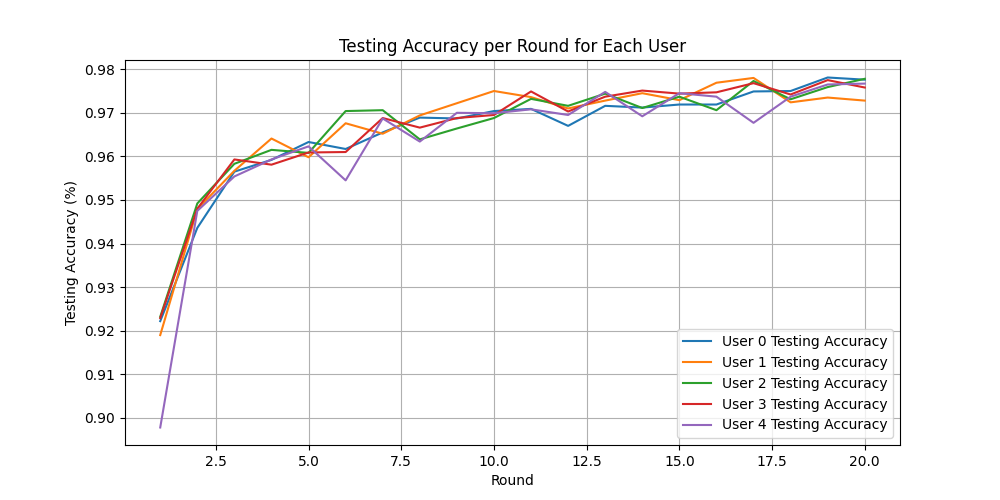 Testing Accuracy per Round for Each User
Testing Accuracy (%)
0.98
0.97
0.96
0.95
0.94
0.93
0.92
0.91
0.90
User 0 Testing Accuracy
User 1 Testing Accuracy
User 2 Testing Accuracy
User 3 Testing Accuracy
User 4 Testing Accuracy
2.5 5.0 7.5 10.0 12.5 15.0 17.5 20.0
Round